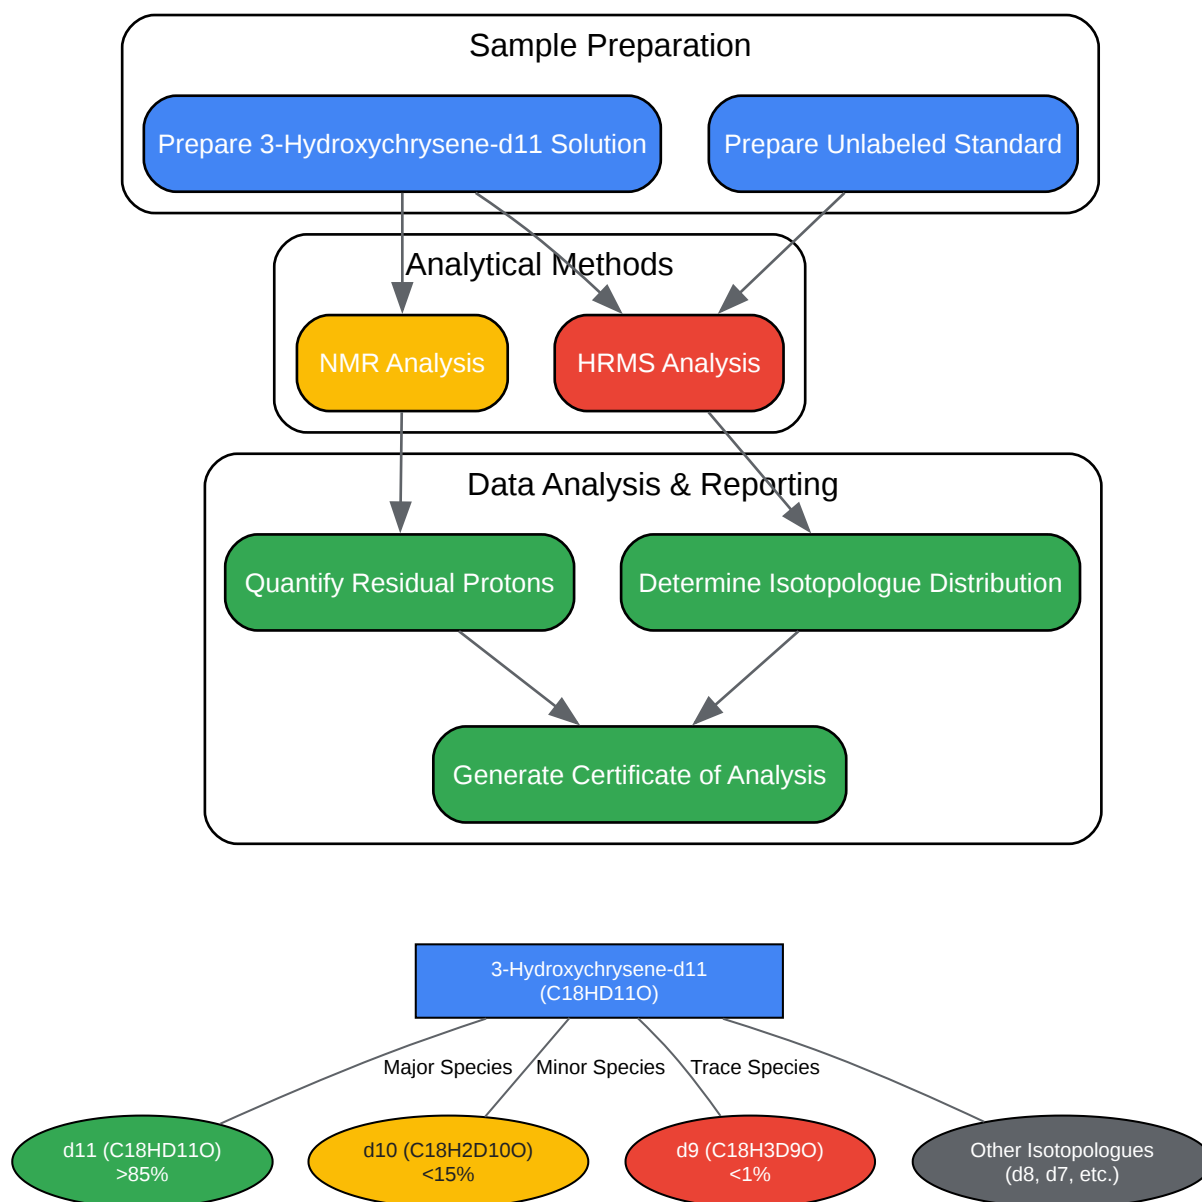 Sample Preparation
Prepare 3-Hydroxychrysene-d11 Solution
Prepare Unlabeled Standard
Analytical Methods
NMR Analysis
HRMS Analysis
Data Analysis & Reporting
Quantify Residual Protons
Determine Isotopologue Distribution
Generate Certificate of Analysis
3-Hydroxychrysene-d11
(C18HD11O)
Major Species
Minor Species
Trace Species
d11 (C18HD11O)
>85%
d10 (C18H2D10O)
<15%
d9 (C18H3D9O)
<1%
Other Isotopologues
(d8, d7, etc.)